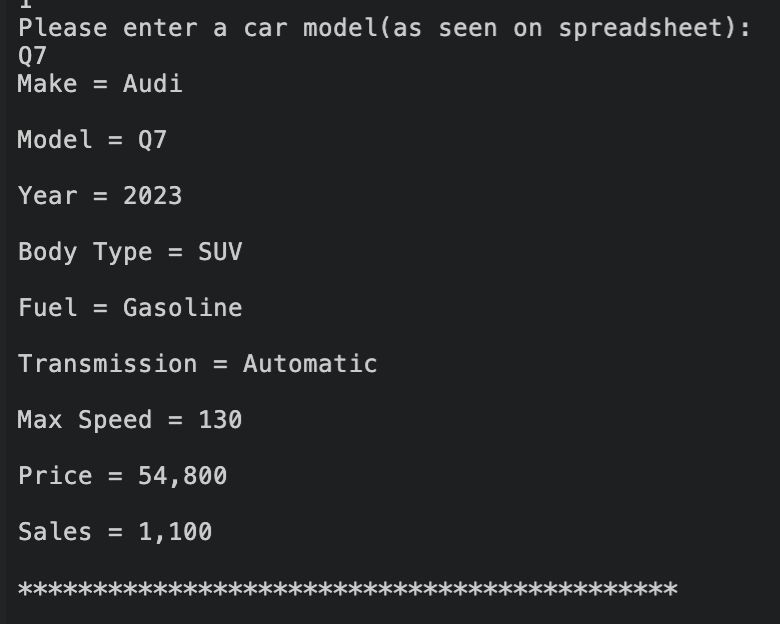 Please enter a car model(as seen on spreadsheet):
Q7
Make = Audi
Model = Q7
Year = 2023
Body Type = SUV
Fuel = Gasoline
Transmission = Automatic
Max Speed = 130
Price = 54,800
Sales = 1,100
********************************************